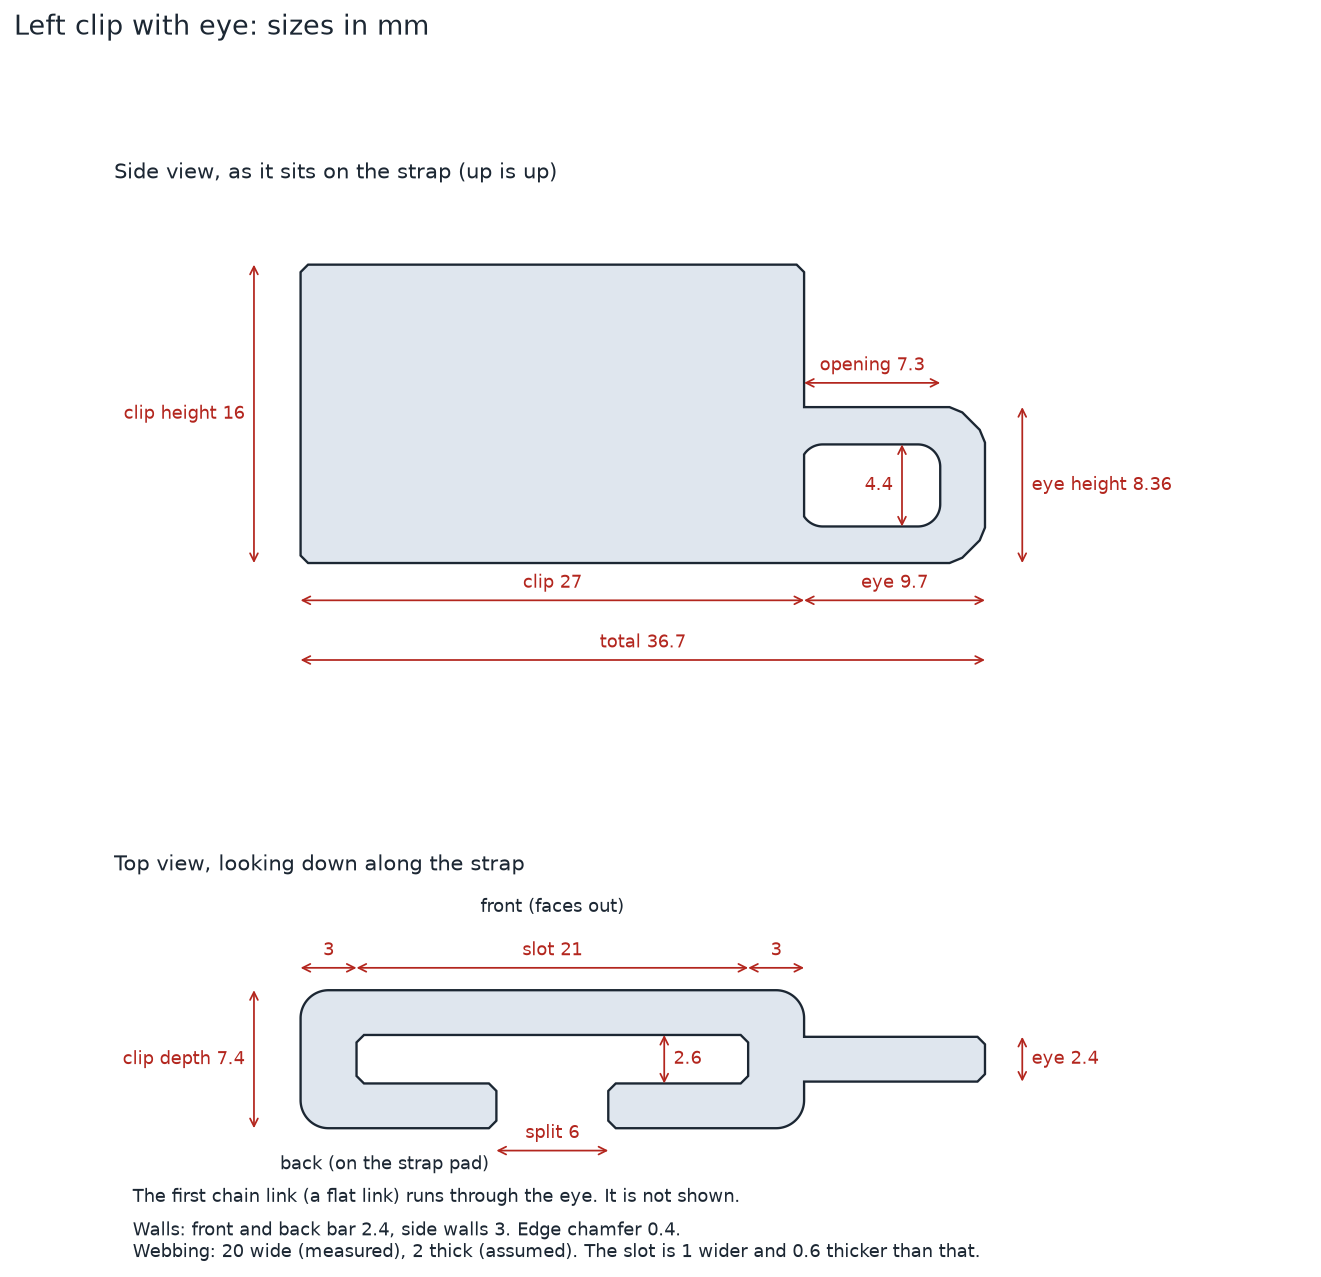 Left clip with eye: sizes in mm
Side view, as it sits on the strap (up is up)
opening 7.3
clip height 16
4.4
eye height 8.36
clip 27
eye 9.7
total 36.7
Top view, looking down along the strap
front (faces out)
3
slot 21
3
clip depth 7.4
2.6
eye 2.4
split 6
back (on the strap pad)
The first chain link (a flat link) runs through the eye. It is not shown.
Walls: front and back bar 2.4, side walls 3. Edge chamfer 0.4.
Webbing: 20 wide (measured), 2 thick (assumed). The slot is 1 wider and 0.6 thicker than that.